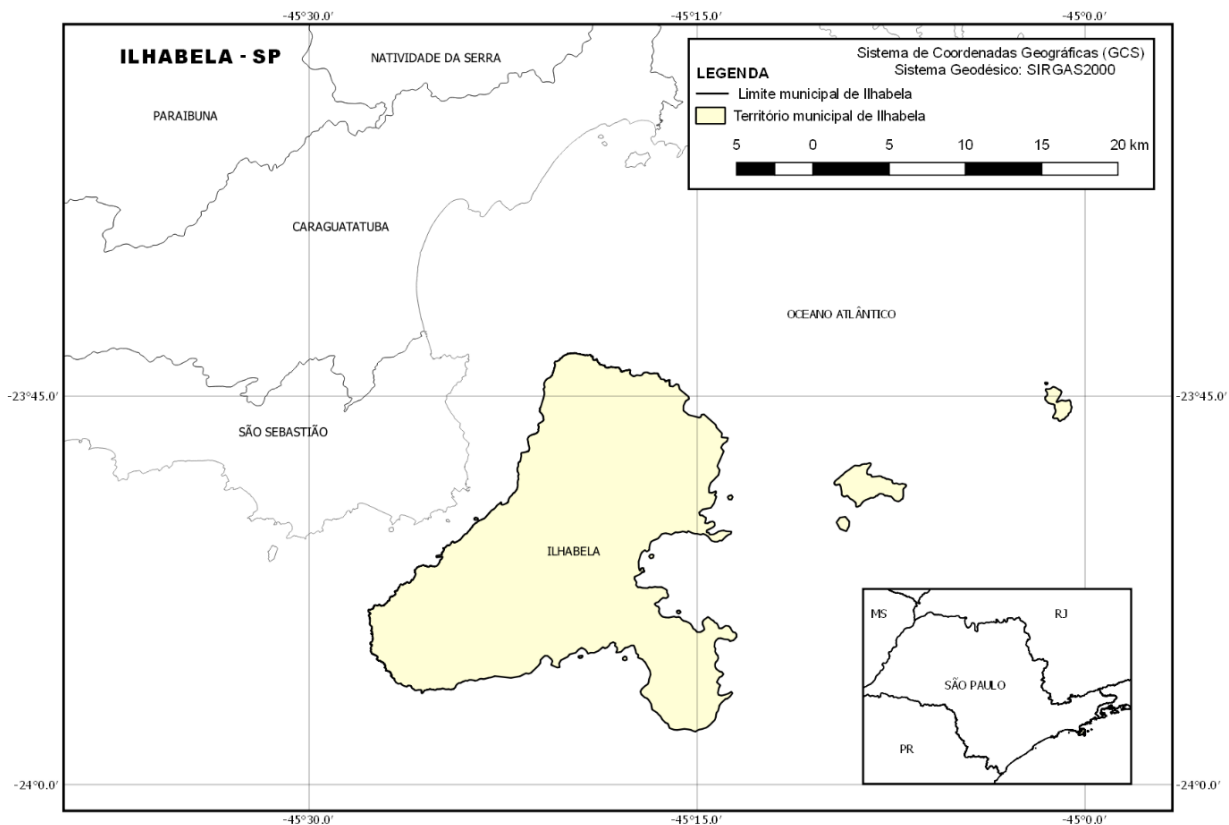 -45°30.0'
-45°15.0'
-45°0.0'
ILHABELA - SP
NATIVIDADE DA SERRA
PARAIBUNA
CARAGUATATUBA
Sistema de Coordenadas Geográficas (GCS)
Sistema Geodésico: SIRGAS2000
LEGENDA
Limite municipal de Ilhabela
Território municipal de Ilhabela
5 0 5 10 15 20 km
OCEANO ATLÂNTICO
-23°45.0'
-23°45.0'
SÃO SEBASTIÃO
ILHABELA
MS
RJ
SÃO PAULO
PR
-24°0.0'
-24°0.0'
-45°30.0'
-45°15.0'
-45°0.0'